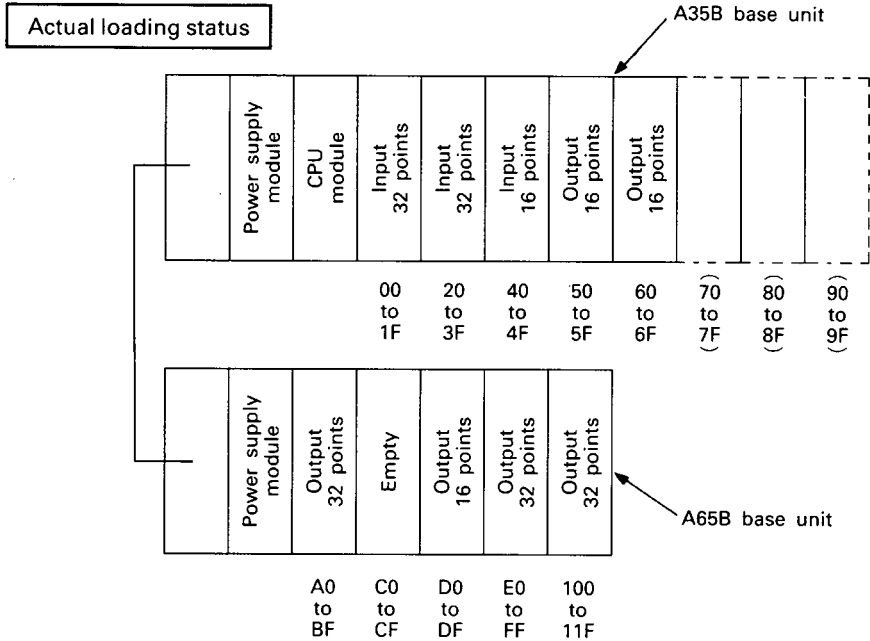 Actual loading status
A35B base unit
Power supply
module
CPU
module
Input
32 points
Input
32 points
Input
16 points
Output
16 points
Output
16 points
00
to
1F
20
to
3F
40
to
4F
50
to
5F
60
to
6F
(70
to
7F)
(80
to
8F)
(90
to
9F)
Power supply
module
Output
32 points
Empty
Output
16 points
Output
32 points
Output
32 points
A65B base unit
A0
to
BF
C0
to
CF
D0
to
DF
E0
to
FF
100
to
11F